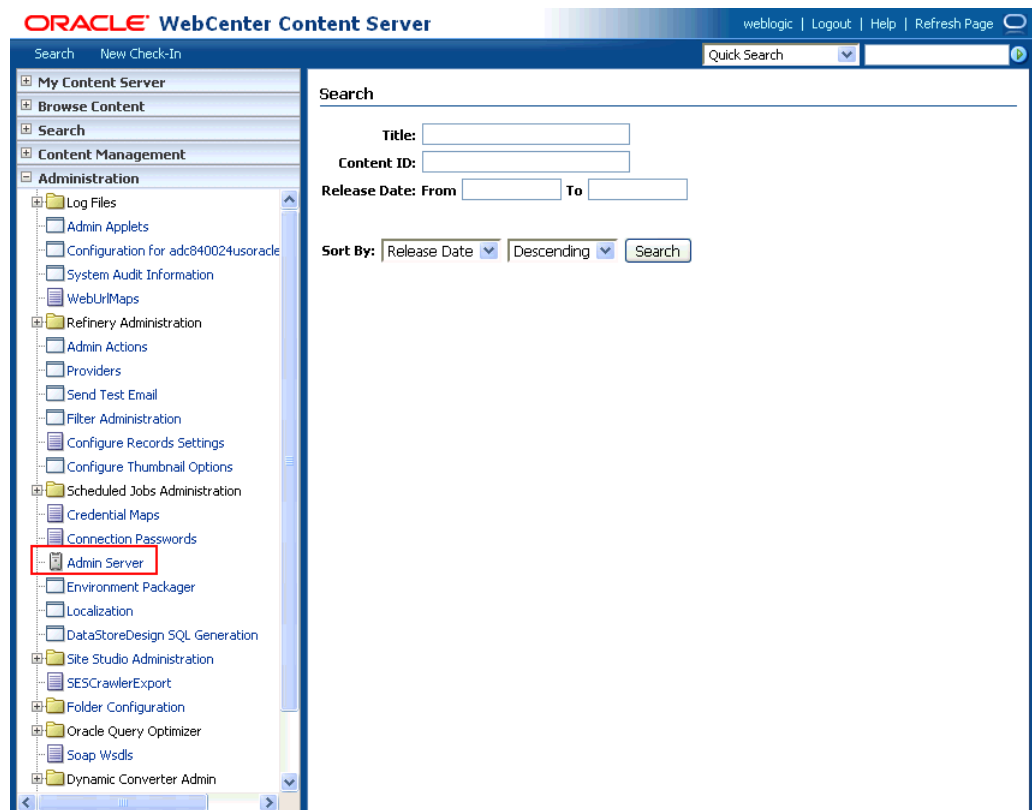 ORACLE WebCenter Content Server
weblogic | Logout | Help | Refresh Page
Search New Check-In
Quick Search
My Content Server
Browse Content
Search
Content Management
Administration
Log Files
Admin Applets
Configuration for adc840024usoracle
System Audit Information
WebUrlMaps
Refinery Administration
Admin Actions
Providers
Send Test Email
Filter Administration
Configure Records Settings
Configure Thumbnail Options
Scheduled Jobs Administration
Credential Maps
Connection Passwords
Admin Server
Environment Packager
Localization
DataStoreDesign SQL Generation
Site Studio Administration
SESCrawlerExport
Folder Configuration
Oracle Query Optimizer
Soap Wsdls
Dynamic Converter Admin
Search
Title:
Content ID:
Release Date: From To
Sort By: Release Date Descending Search